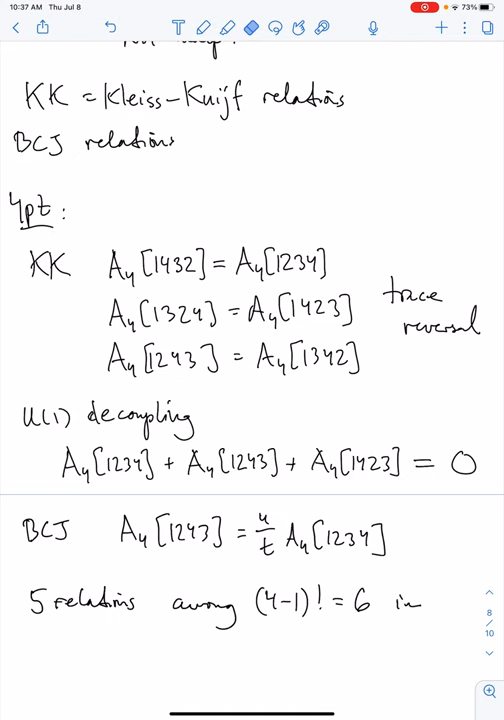 10:37 AM Thu Jul 8
73%
KK = Kleiss-Kuijf relations
BCJ relations
4pt :
KK A₄[1432] = A₄[1234]
A₄[1324] = A₄[1423] trace
A₄[1243] = A₄[1342] reversal
U(1) decoupling
A₄[1234] + A₄[1243] + A₄[1423] = 0
BCJ A₄[1243] = u/t A₄[1234]
5 relations among (4-1)! = 6 in
8
/
10